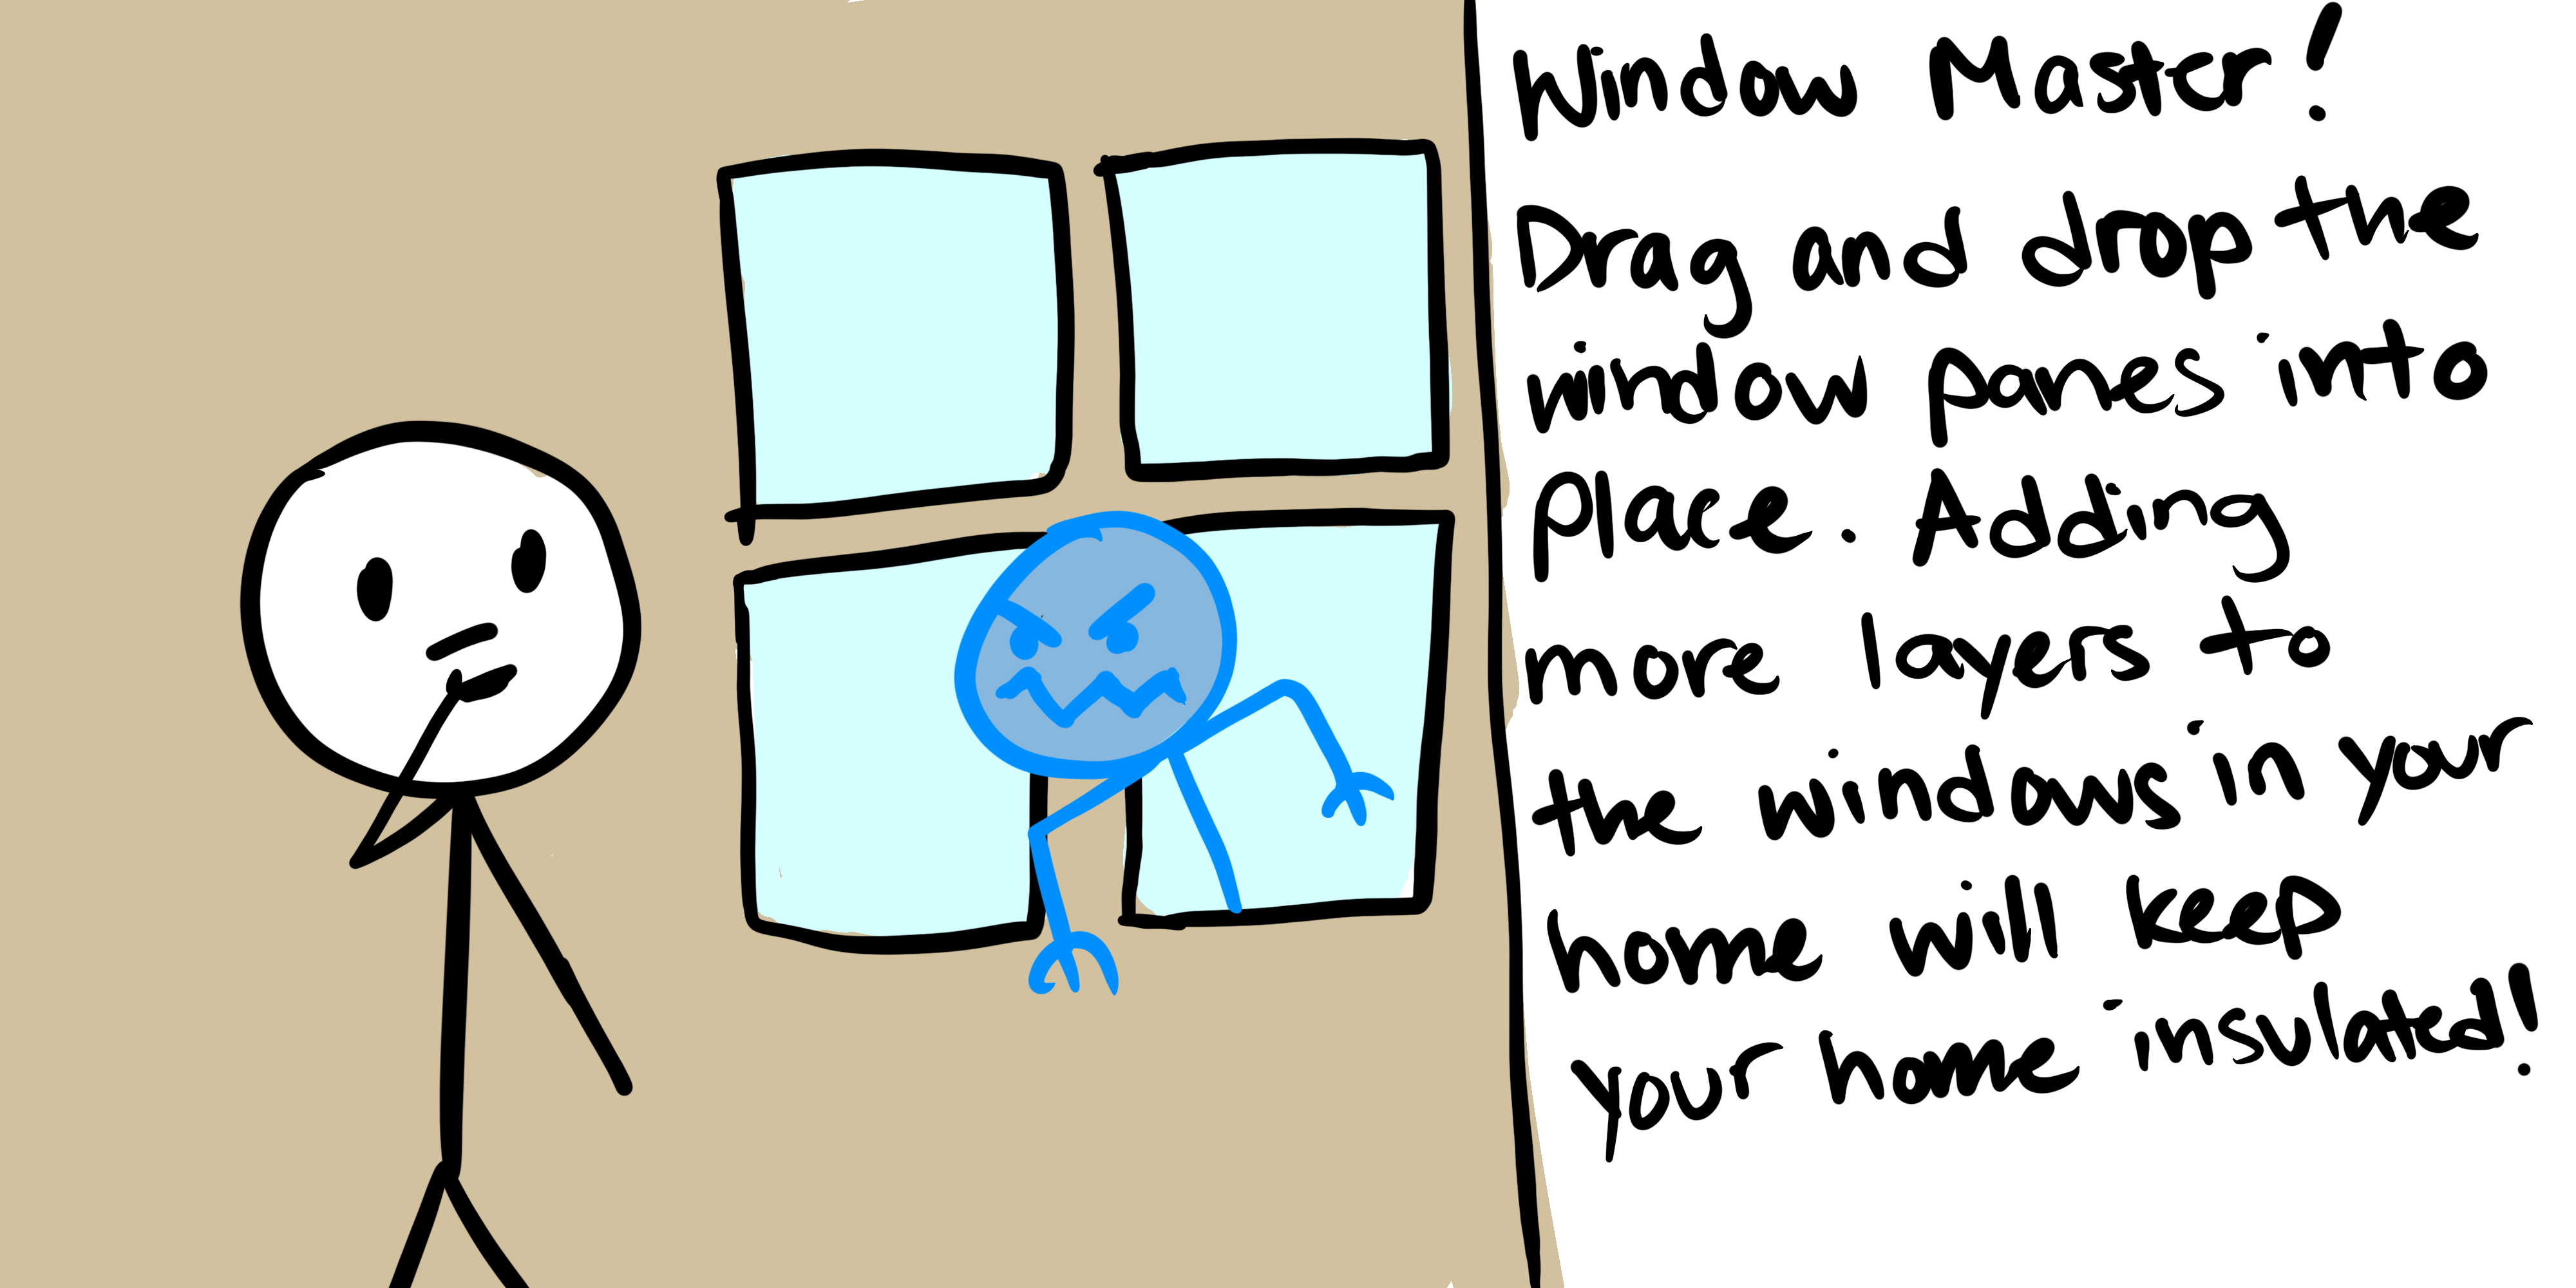 Window Master!
Drag and drop the
window panes into
place. Adding
more layers to
the windows in your
home will keep
your home insulated!